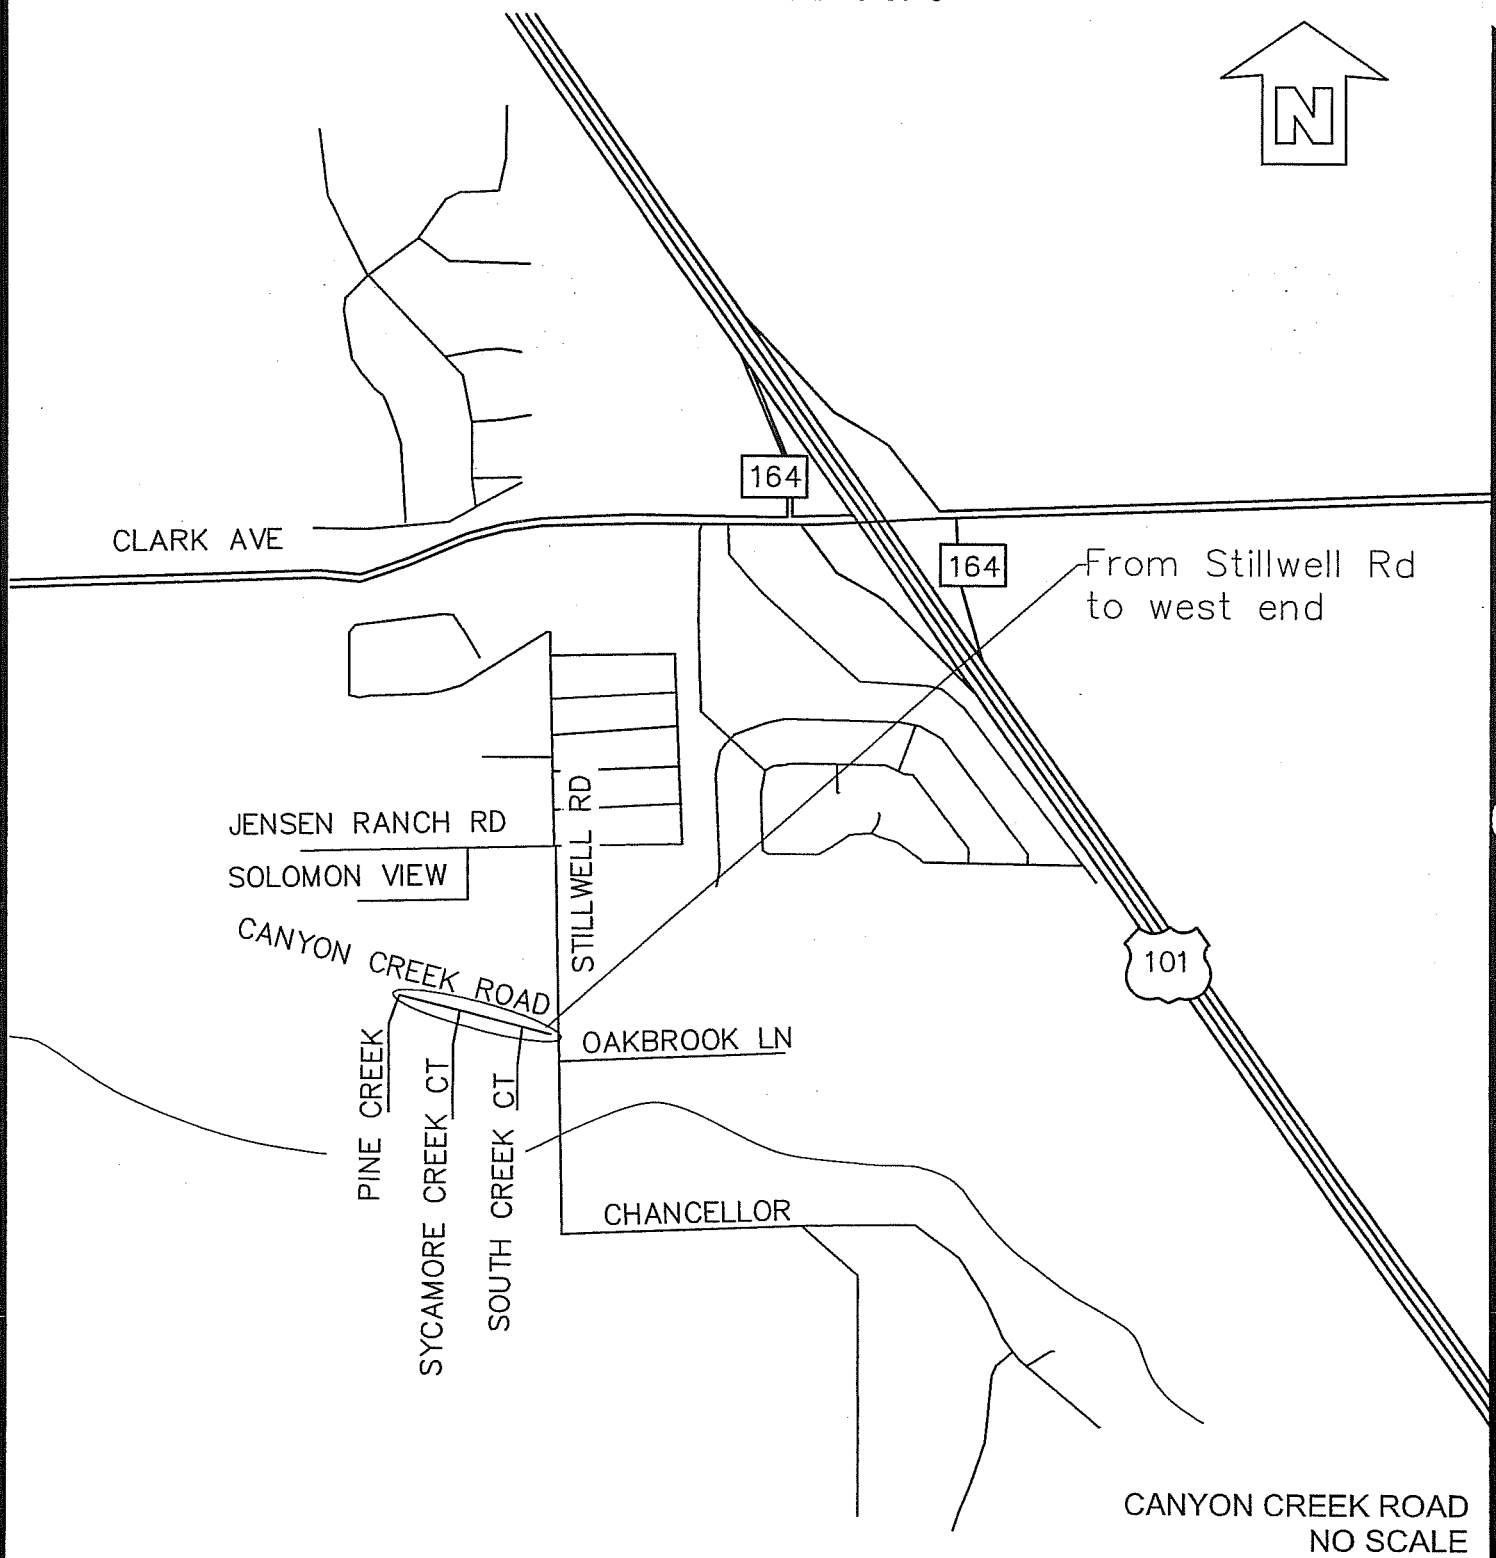 N
164
CLARK AVE
164
From Stillwell Rd
to west end
JENSEN RANCH RD
SOLOMON VIEW
STILLWELL RD
CANYON CREEK ROAD
101
OAKBROOK LN
PINE CREEK
SYCAMORE CREEK CT
SOUTH CREEK CT
CHANCELLOR
CANYON CREEK ROAD
NO SCALE